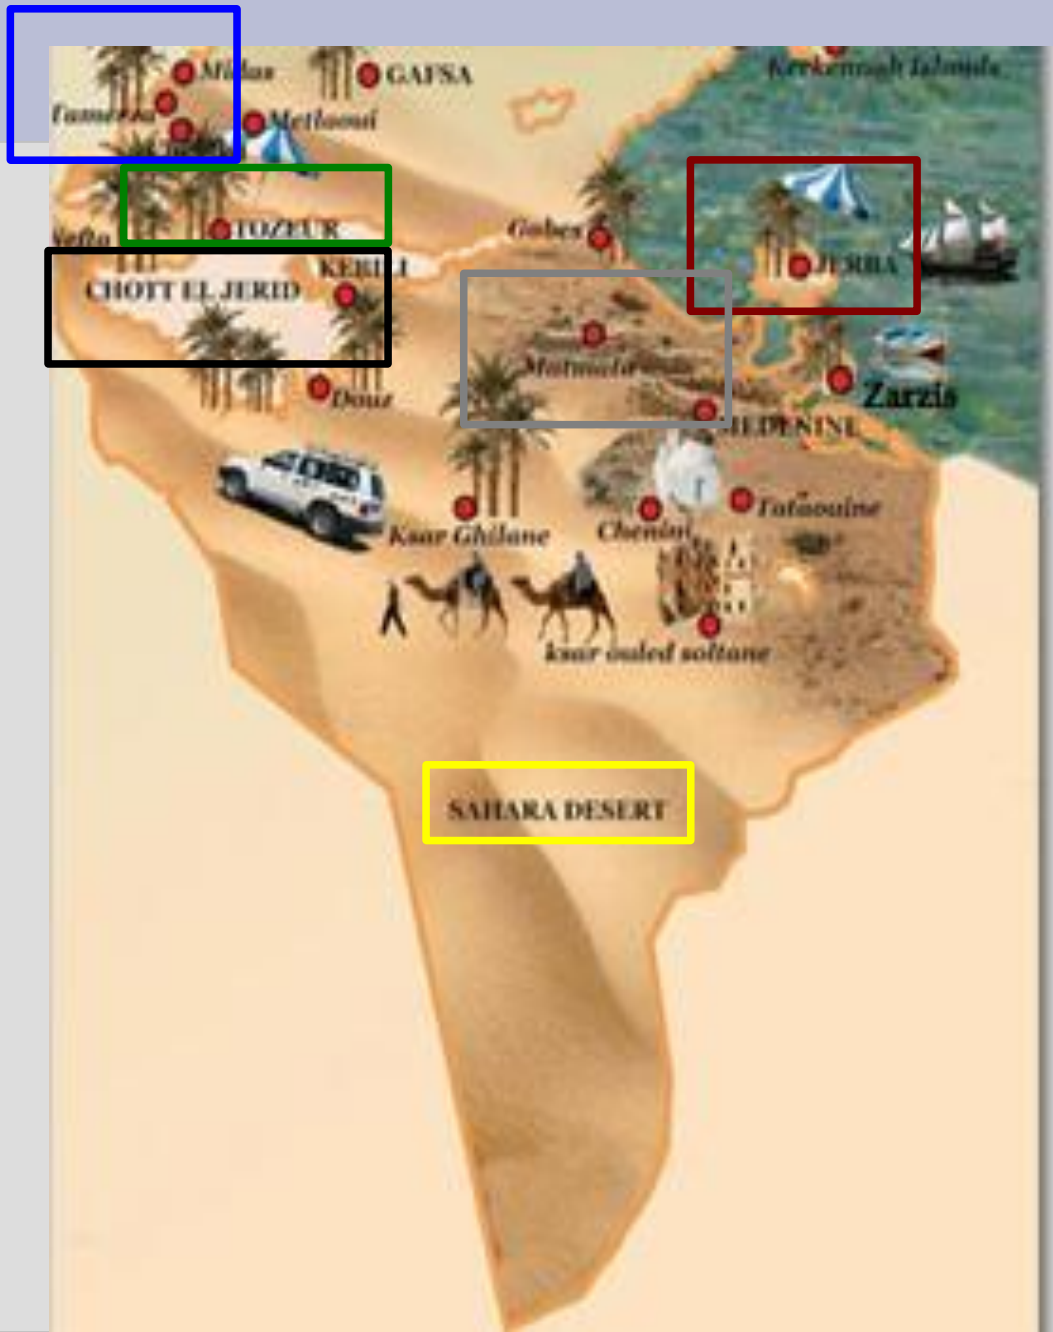 Kerkennah Islands
Midas
GAFSA
Tamerza
Metlaoui
TOZEUR
Gabes
Nefta
JERBA
KEBILI
CHOTT EL JERID
Matmata
Douz
Zarzis
MEDENINE
Tataouine
Ksar Ghilane
Chenini
ksar ouled soltane
SAHARA DESERT